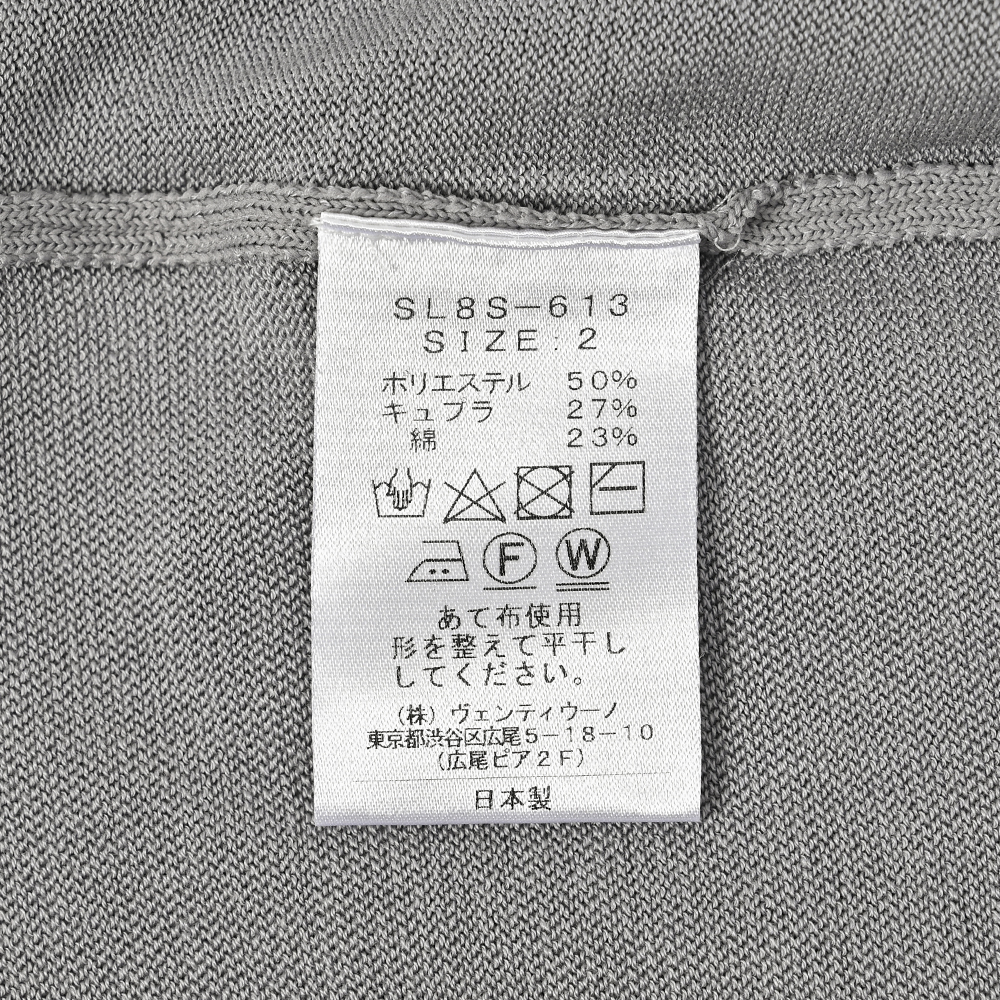 SL8S-613
SIZE:2
ポリエステル 50%
キュプラ 27%
綿 23%
F W
あて布使用
形を整えて平干し
してください。
(株)ヴェンティウーノ
東京都渋谷区広尾5-18-10
(広尾ピア2F)
日本製